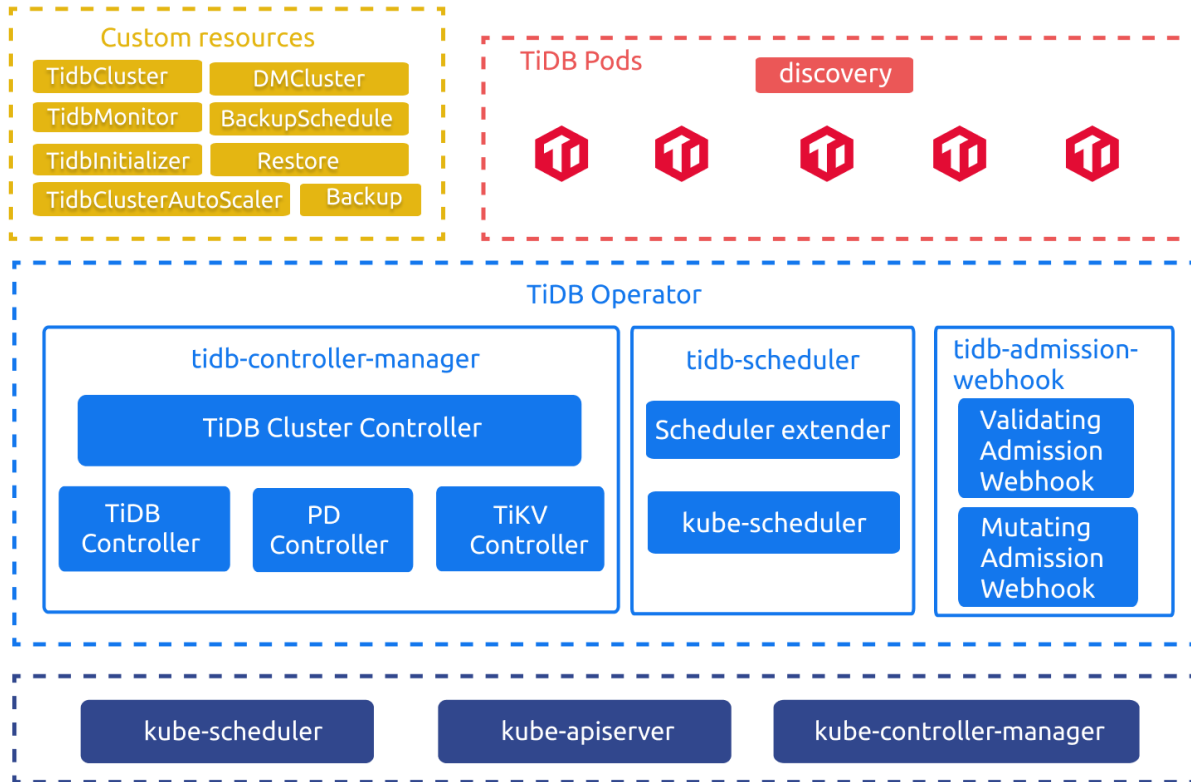 Custom resources
TidbCluster
DMCluster
TidbMonitor
BackupSchedule
TidbInitializer
Restore
TidbClusterAutoScaler
Backup
TiDB Pods
discovery
TiDB Operator
tidb-controller-manager
TiDB Cluster Controller
TiDB
Controller
PD
Controller
TiKV
Controller
tidb-scheduler
Scheduler extender
kube-scheduler
tidb-admission-
webhook
Validating
Admission
Webhook
Mutating
Admission
Webhook
kube-scheduler
kube-apiserver
kube-controller-manager